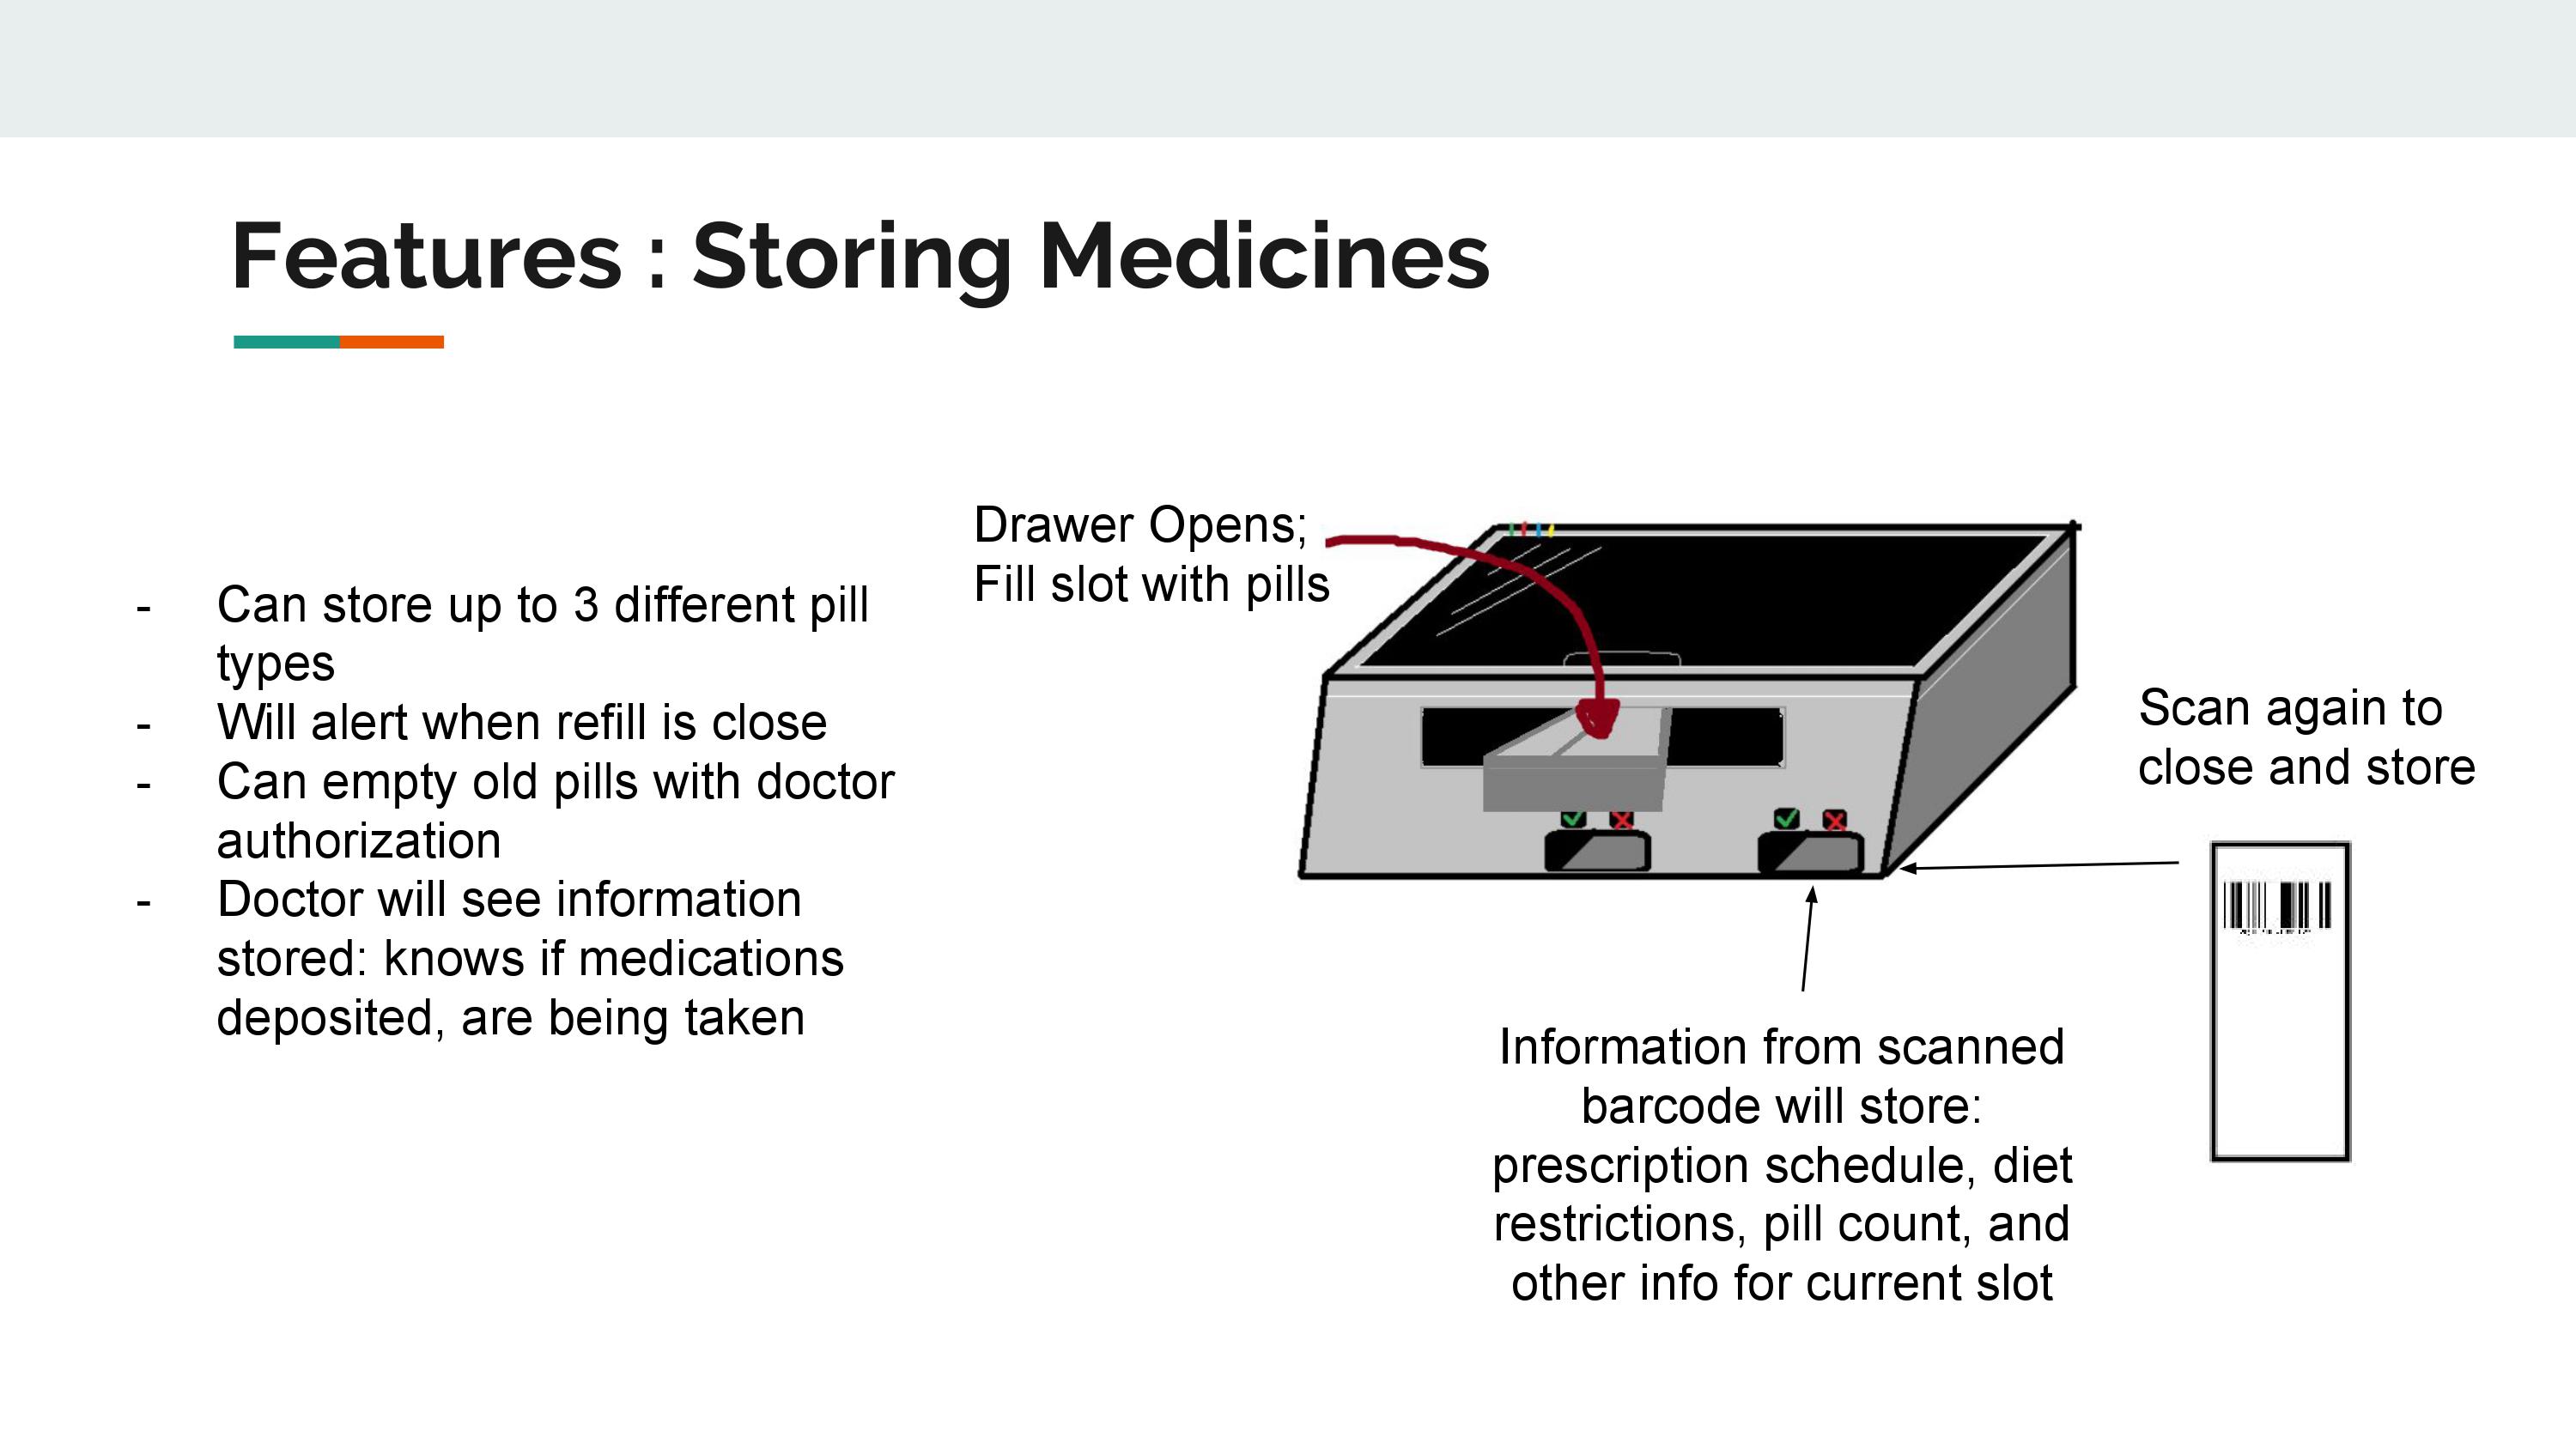 Features : Storing Medicines
- Can store up to 3 different pill
types
- Will alert when refill is close
- Can empty old pills with doctor
authorization
- Doctor will see information
stored: knows if medications
deposited, are being taken
Drawer Opens;
Fill slot with pills
Scan again to
close and store
Information from scanned
barcode will store:
prescription schedule, diet
restrictions, pill count, and
other info for current slot